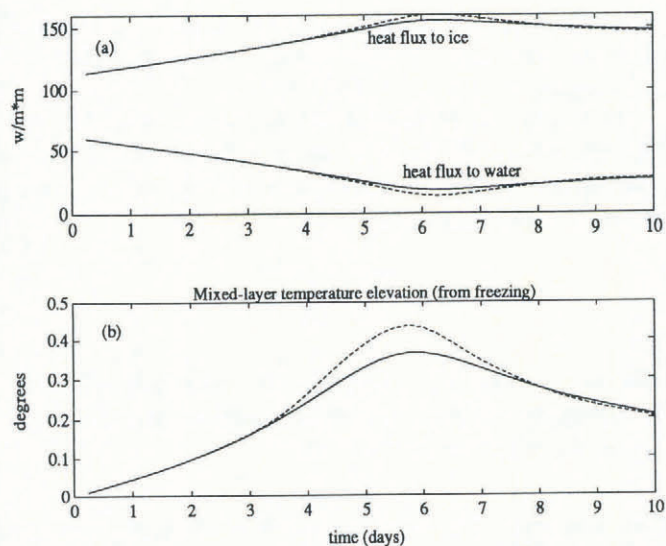 150
(a)
heat flux to ice
100
w/m*m
50
heat flux to water
0
0 1 2 3 4 5 6 7 8 9 10
Mixed-layer temperature elevation (from freezing)
0.5
(b)
0.4
0.3
degrees
0.2
0.1
0
0 1 2 3 4 5 6 7 8 9 10
time (days)